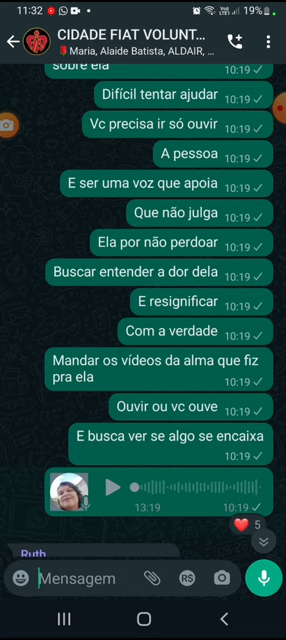 11:32
19%
CIDADE FIAT VOLUNT...
Maria, Alaide Batista, ALDAIR, ...
sobre ela
10:19
Difícil tentar ajudar
10:19
Vc precisa ir só ouvir
10:19
A pessoa
10:19
E ser uma voz que apoia
10:19
Que não julga
10:19
Ela por não perdoar
10:19
Buscar entender a dor dela
10:19
E resignificar
10:19
Com a verdade
10:19
Mandar os vídeos da alma que fiz
pra ela
10:19
Ouvir ou vc ouve
10:19
E busca ver se algo se encaixa
10:19
13:19
10:19
5
Ruth
Mensagem
R$